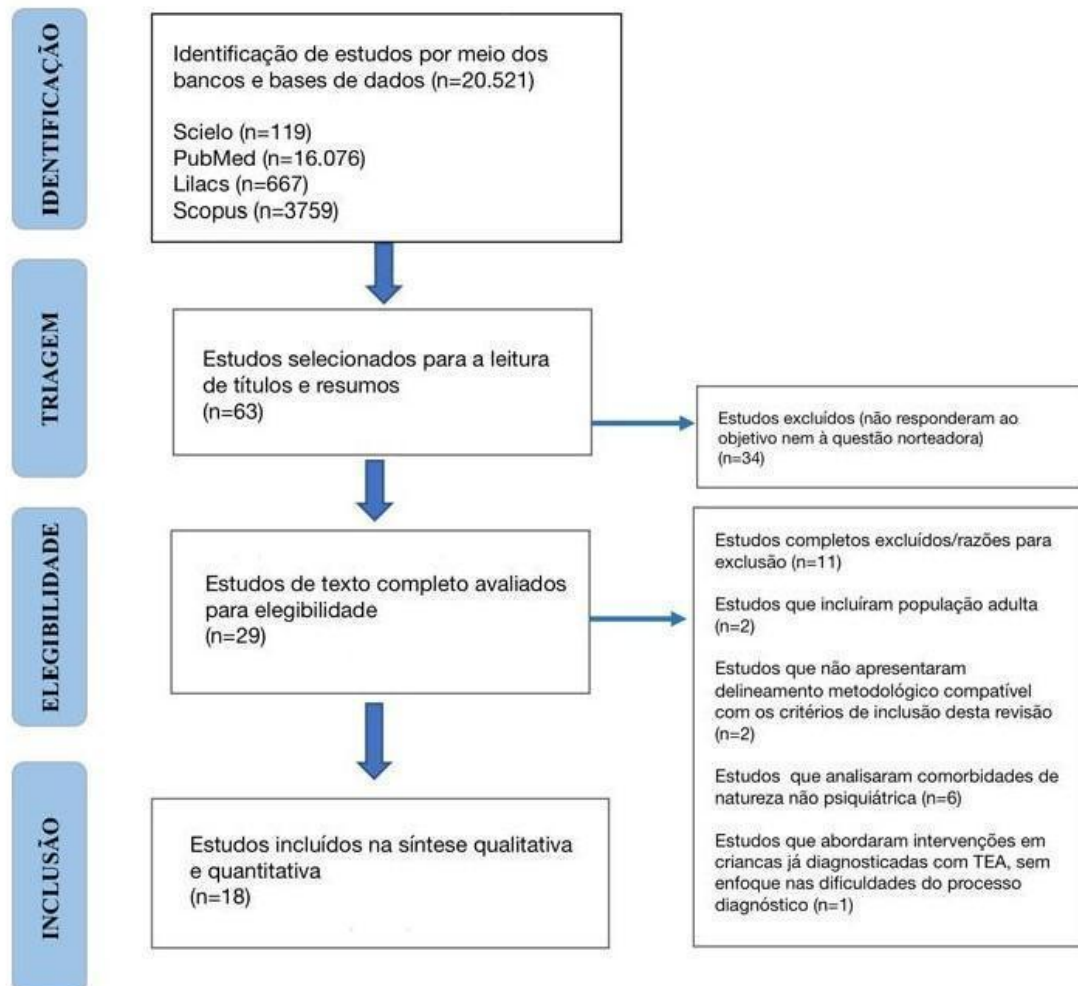 IDENTIFICAÇÃO
Identificação de estudos por meio dos
bancos e bases de dados (n=20.521)
Scielo (n=119)
PubMed (n=16.076)
Lilacs (n=667)
Scopus (n=3759)
TRIAGEM
Estudos selecionados para a leitura
de títulos e resumos
(n=63)
Estudos excluídos (não responderam ao
objetivo nem à questão norteadora)
(n=34)
ELEGIBILIDADE
Estudos de texto completo avaliados
para elegibilidade
(n=29)
Estudos completos excluídos/razões para
exclusão (n=11)
Estudos que incluíram população adulta
(n=2)
Estudos que não apresentaram
delineamento metodológico compatível
com os critérios de inclusão desta revisão
(n=2)
Estudos que analisaram comorbidades de
natureza não psiquiátrica (n=6)
Estudos que abordaram intervenções em
criancas já diagnosticadas com TEA, sem
enfoque nas dificuldades do processo
diagnóstico (n=1)
INCLUSÃO
Estudos incluídos na síntese qualitativa
e quantitativa
(n=18)